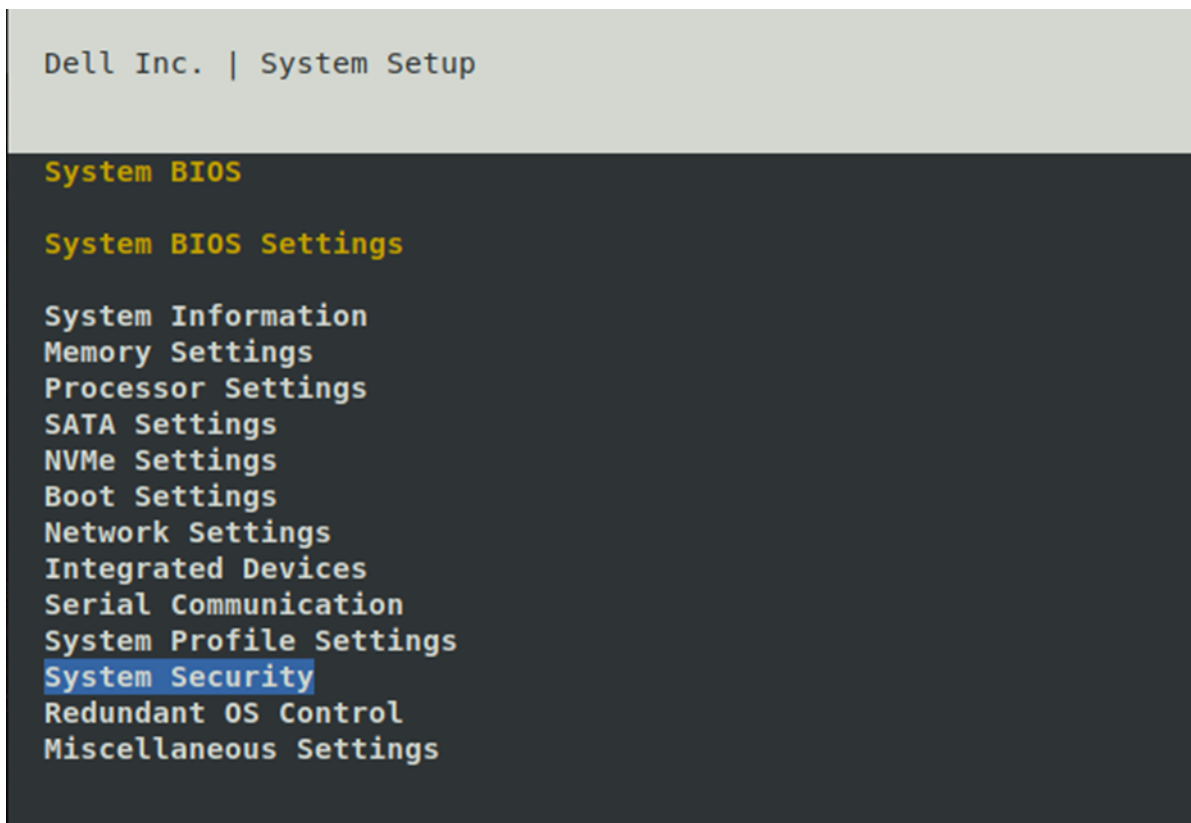 Dell Inc. | System Setup
System BIOS
System BIOS Settings
System Information
Memory Settings
Processor Settings
SATA Settings
NVMe Settings
Boot Settings
Network Settings
Integrated Devices
Serial Communication
System Profile Settings
System Security
Redundant OS Control
Miscellaneous Settings